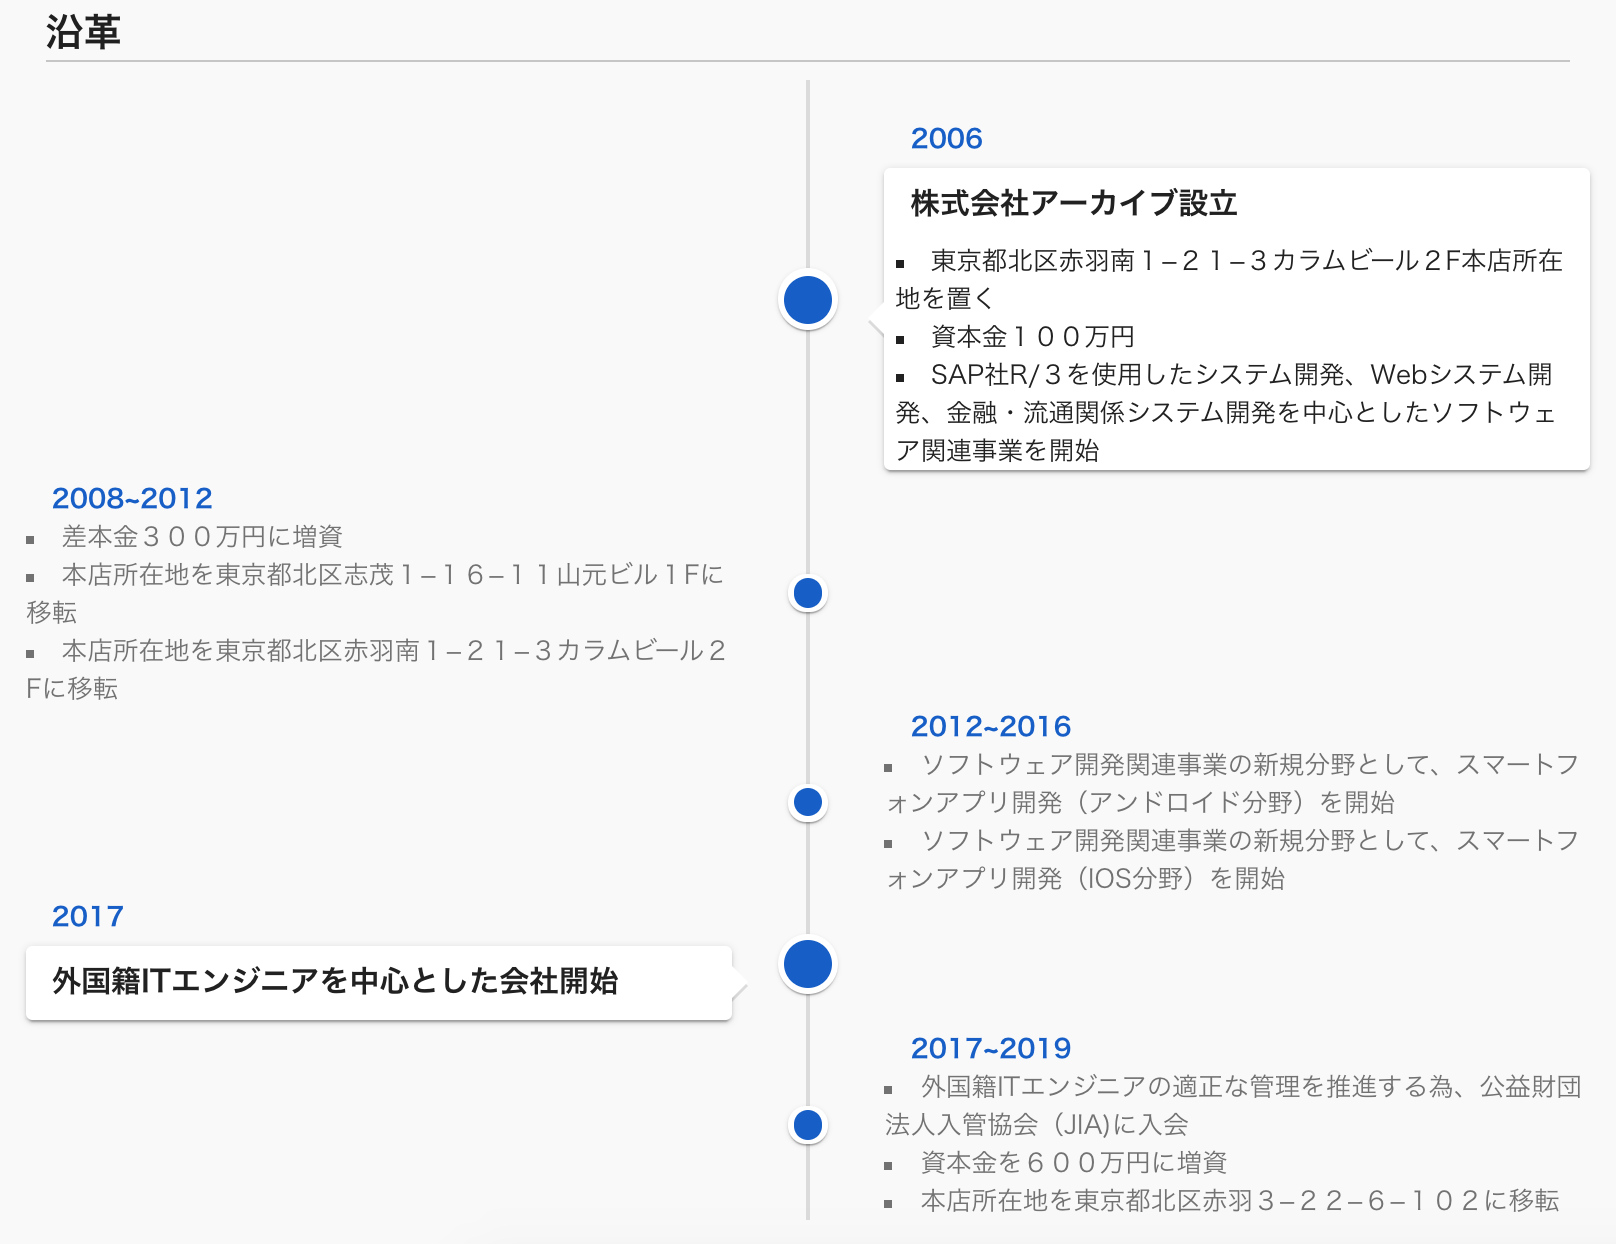 沿革
2006
株式会社アーカイブ設立
▪ 東京都北区赤羽南１−２１−３カラムビール２F本店所在
地を置く
▪ 資本金１００万円
▪ SAP社R/３を使用したシステム開発、Webシステム開
発、金融・流通関係システム開発を中心としたソフトウェ
ア関連事業を開始
2008~2012
▪ 差本金３００万円に増資
▪ 本店所在地を東京都北区志茂１−１６−１１山元ビル１Fに
移転
▪ 本店所在地を東京都北区赤羽南１−２１−３カラムビール２
Fに移転
2012~2016
▪ ソフトウェア開発関連事業の新規分野として、スマートフ
ォンアプリ開発（アンドロイド分野）を開始
▪ ソフトウェア開発関連事業の新規分野として、スマートフ
ォンアプリ開発（IOS分野）を開始
2017
外国籍ITエンジニアを中心とした会社開始
2017~2019
▪ 外国籍ITエンジニアの適正な管理を推進する為、公益財団
法人入管協会（JIA)に入会
▪ 資本金を６００万円に増資
▪ 本店所在地を東京都北区赤羽３−２２−６−１０２に移転